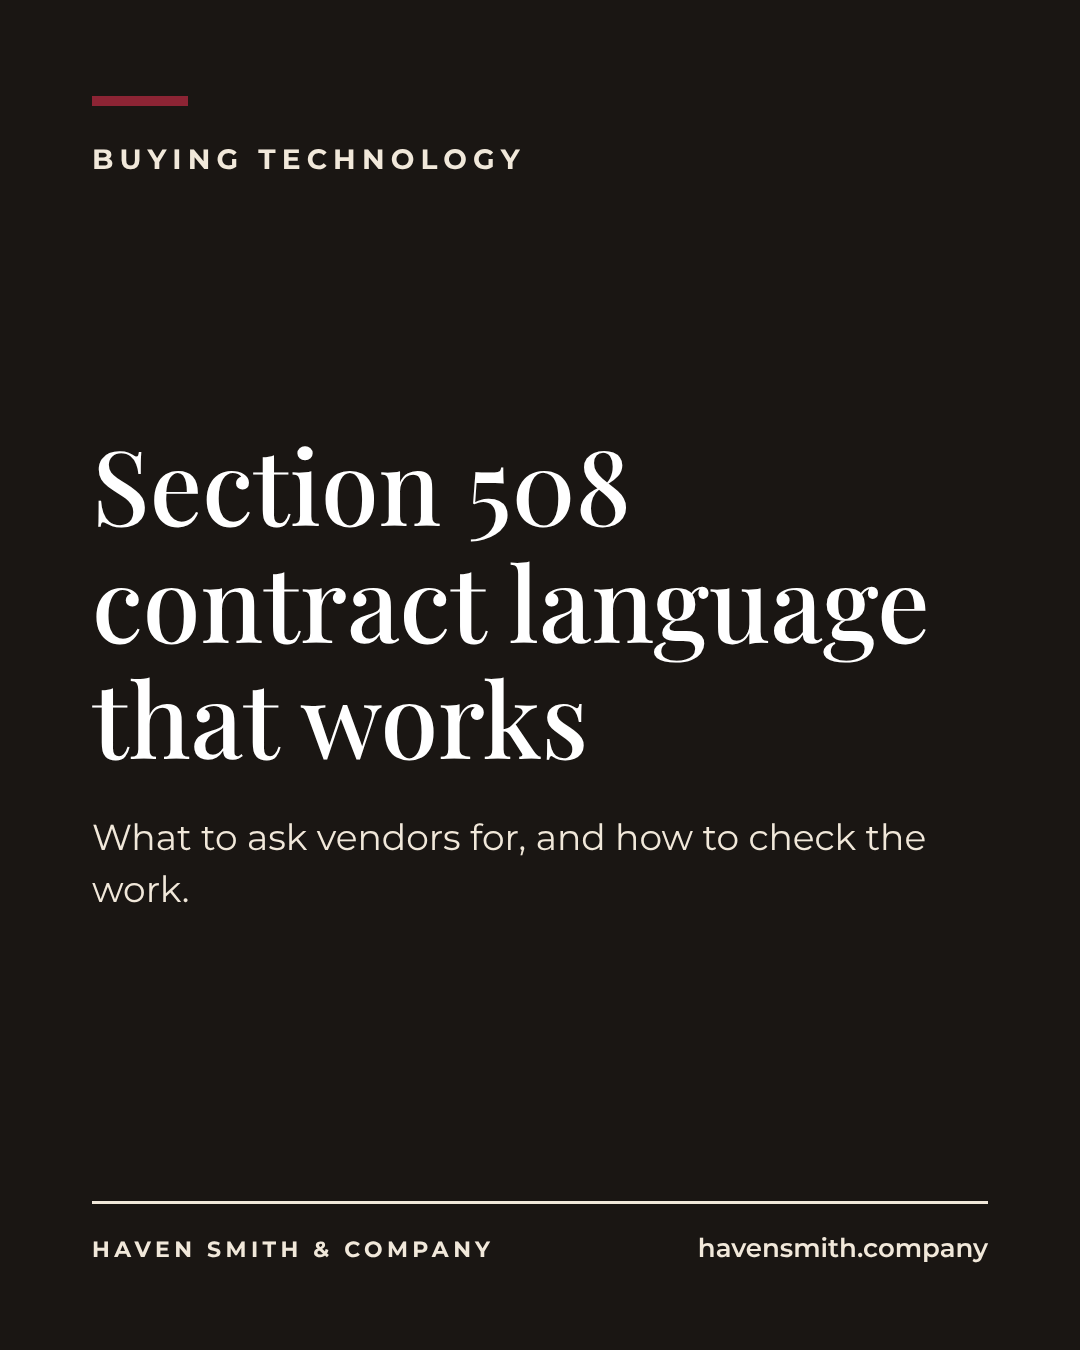 BUYING TECHNOLOGY
Section 508
contract language
that works
What to ask vendors for, and how to check the
work.
HAVEN SMITH & COMPANY
havensmith.company